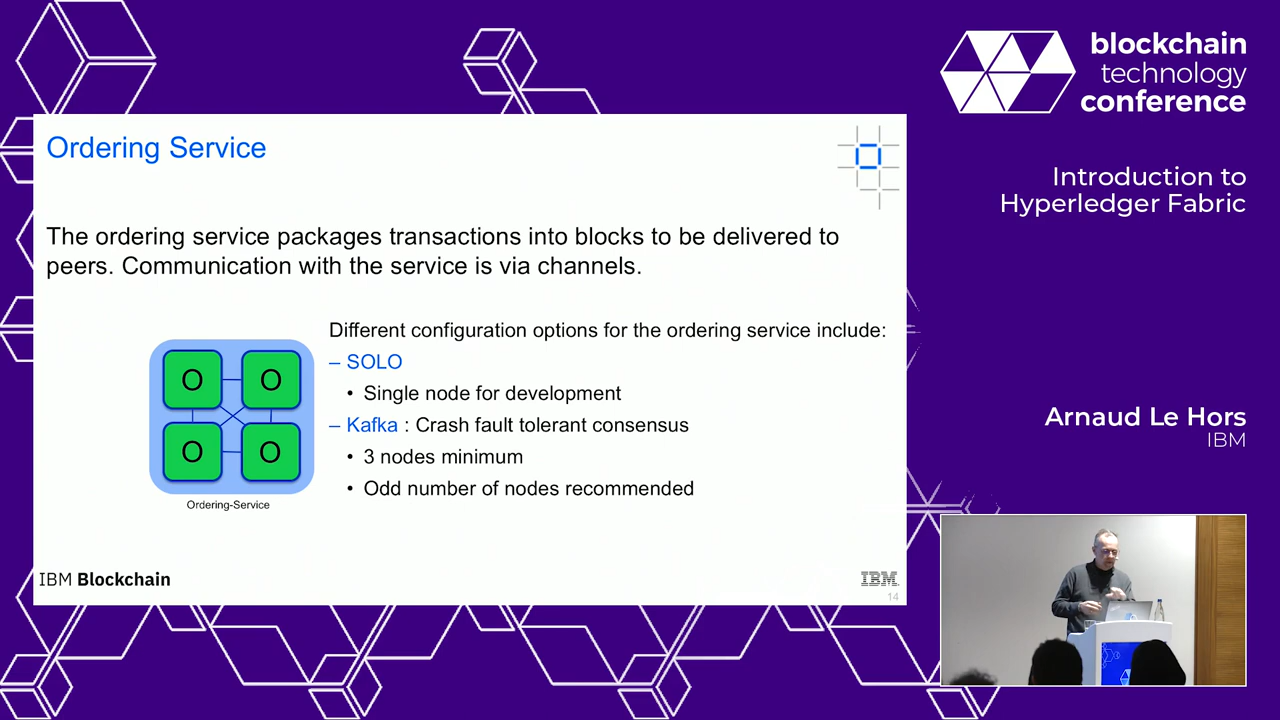 blockchain
technology
conference
Introduction to
Hyperledger Fabric
Arnaud Le Hors
IBM
Ordering Service
The ordering service packages transactions into blocks to be delivered to
peers. Communication with the service is via channels.
Different configuration options for the ordering service include:
– SOLO
• Single node for development
– Kafka : Crash fault tolerant consensus
• 3 nodes minimum
• Odd number of nodes recommended
O O
O O
Ordering-Service
IBM Blockchain
IBM
14